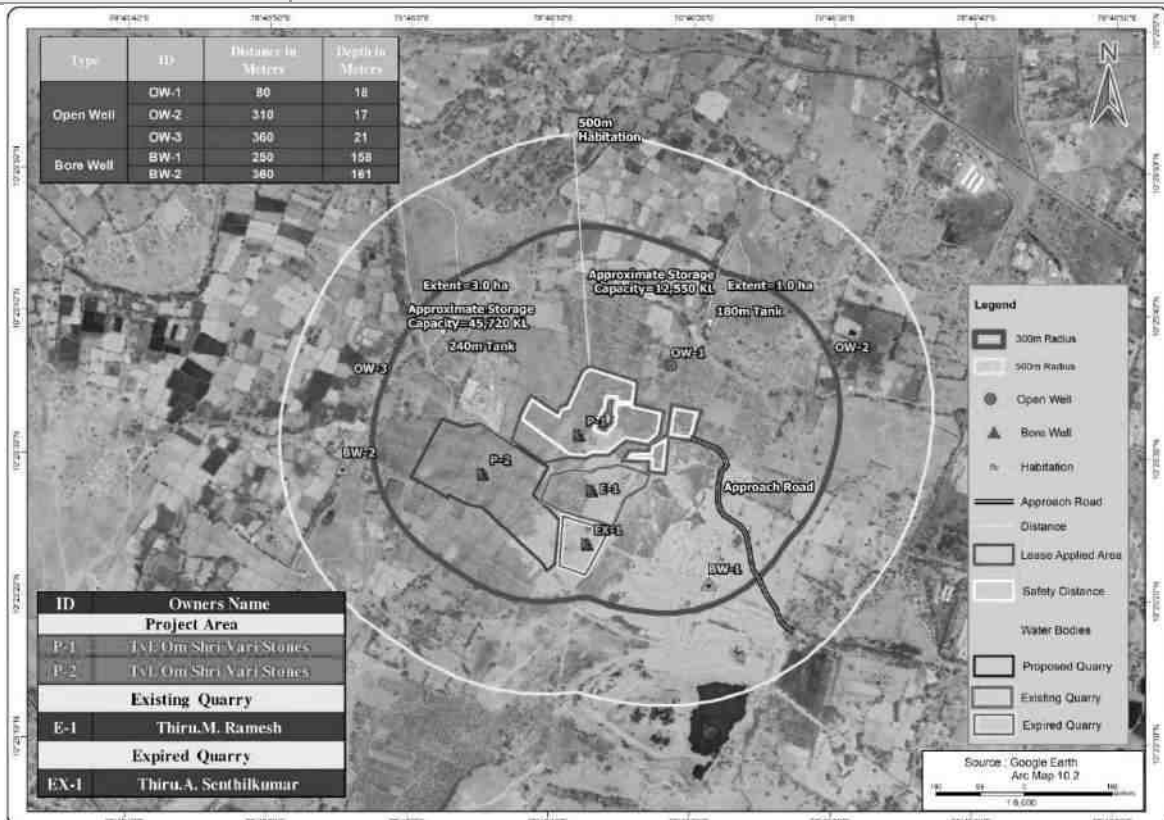 Type ID Distance in Meters Depth in Meters
Open Well OW-1 80 18
OW-2 310 17
OW-3 360 21
Bore Well BW-1 250 158
BW-2 360 161
N
500m
Habitation
Extent=3.0 ha
Approximate Storage
Capacity=45,720 KL
240m Tank
Approximate Storage
Capacity=12,550 KL
Extent=1.0 ha
180m Tank
OW-1
OW-2
OW-3
BW-2
P-1
P-2
E-1
EX-1
Approach Road
BW-1
Legend
300m Radius
500m Radius
Open Well
Bore Well
Habitation
Approach Road
Distance
Lease Applied Area
Safety Distance
Water Bodies
Proposed Quarry
Existing Quarry
Expired Quarry
ID Owners Name
Project Area
P-1 Tvl. Om Shri Vari Stones
P-2 Tvl. Om Shri Vari Stones
Existing Quarry
E-1 Thiru.M. Ramesh
Expired Quarry
EX-1 Thiru.A. Senthilkumar
Source : Google Earth
Arc Map 10.2